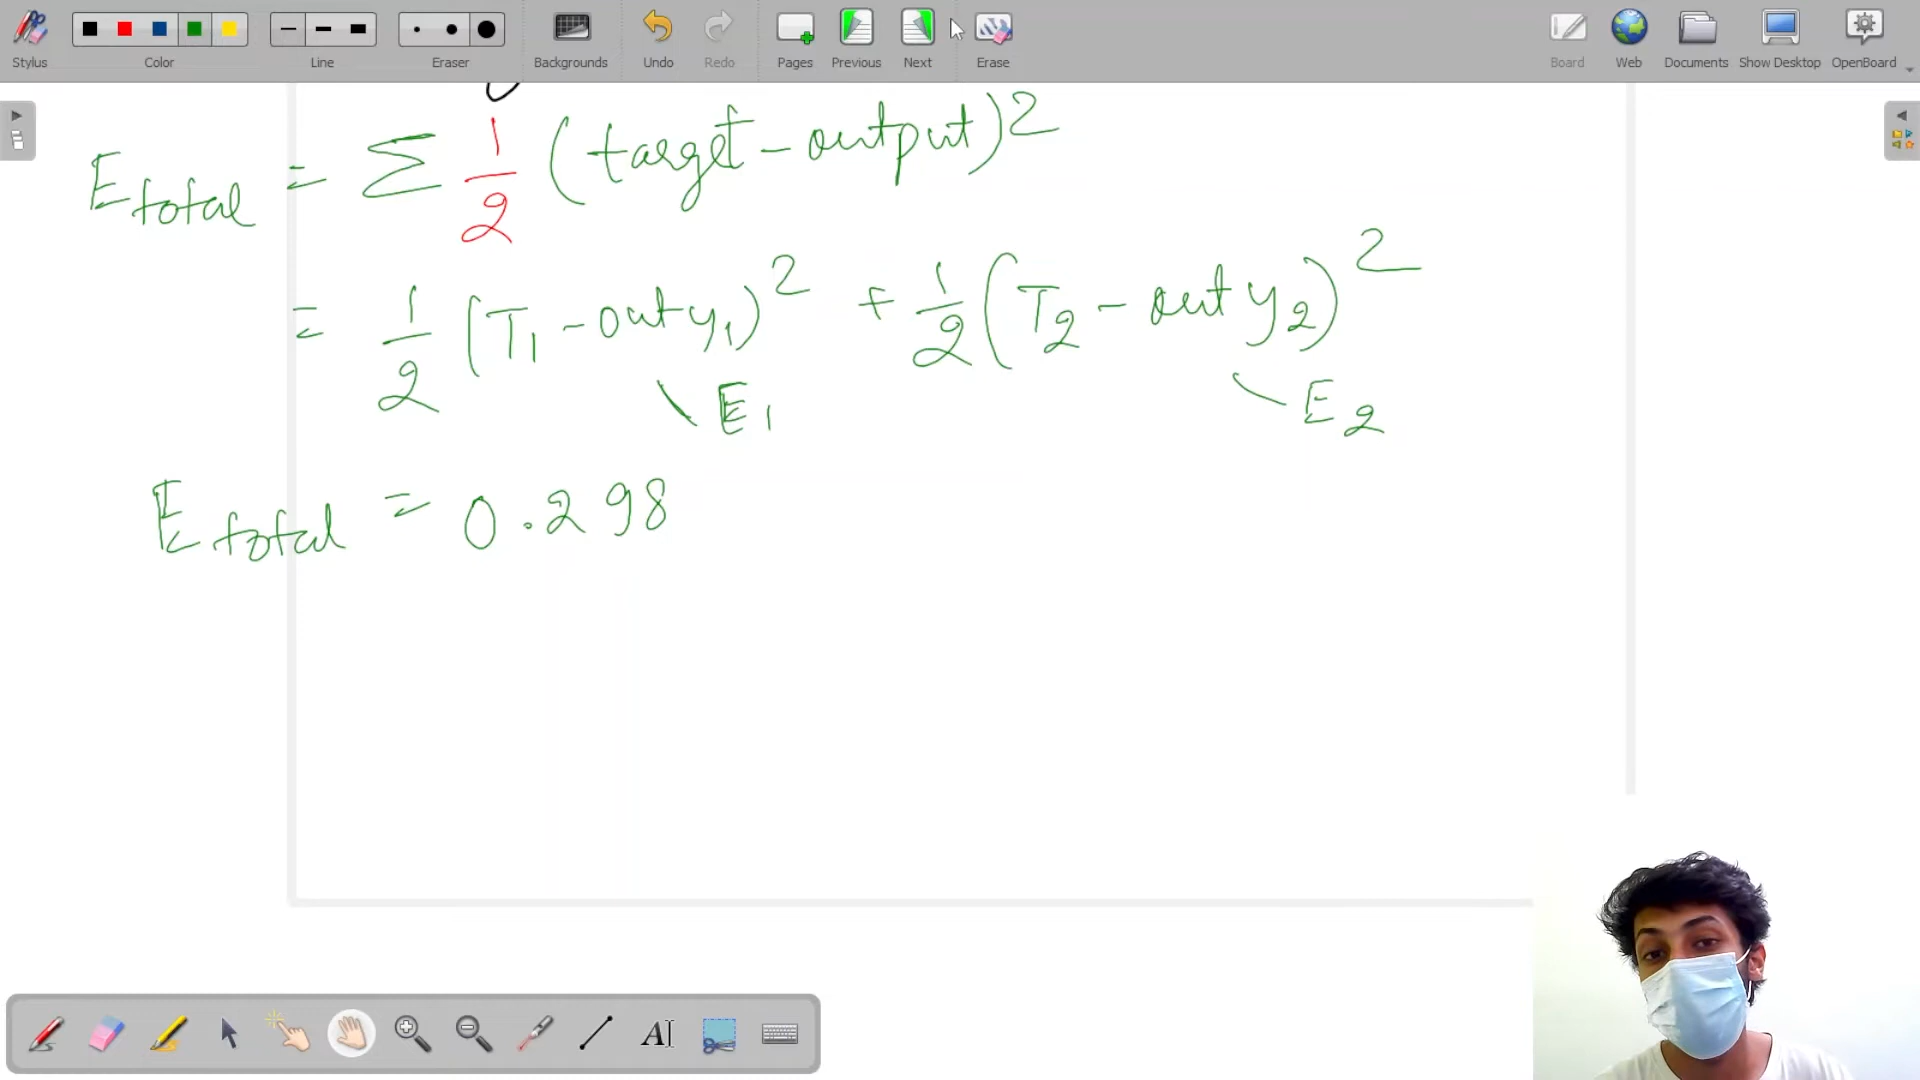 Stylus Color Line Eraser Backgrounds Undo Redo Pages Previous Next Erase Board Web Documents Show Desktop OpenBoard
E total = Σ 1/2 (target - output)²
= 1/2 (T₁ - out y₁)² + 1/2 (T₂ - out y₂)²
E₁ E₂
E total = 0.298